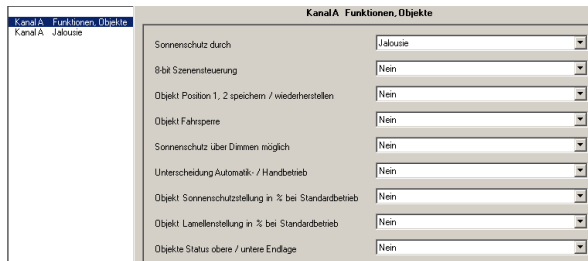 Kanal A Funktionen, Objekte
Kanal A Jalousie
Kanal A Funktionen, Objekte
Sonnenschutz durch Jalousie
8-bit Szenensteuerung Nein
Objekt Position 1, 2 speichern / wiederherstellen Nein
Objekt Fahrsperre Nein
Sonnenschutz über Dimmen möglich Nein
Unterscheidung Automatik- / Handbetrieb Nein
Objekt Sonnenschutzstellung in % bei Standardbetrieb Nein
Objekt Lamellenstellung in % bei Standardbetrieb Nein
Objekte Status obere / untere Endlage Nein